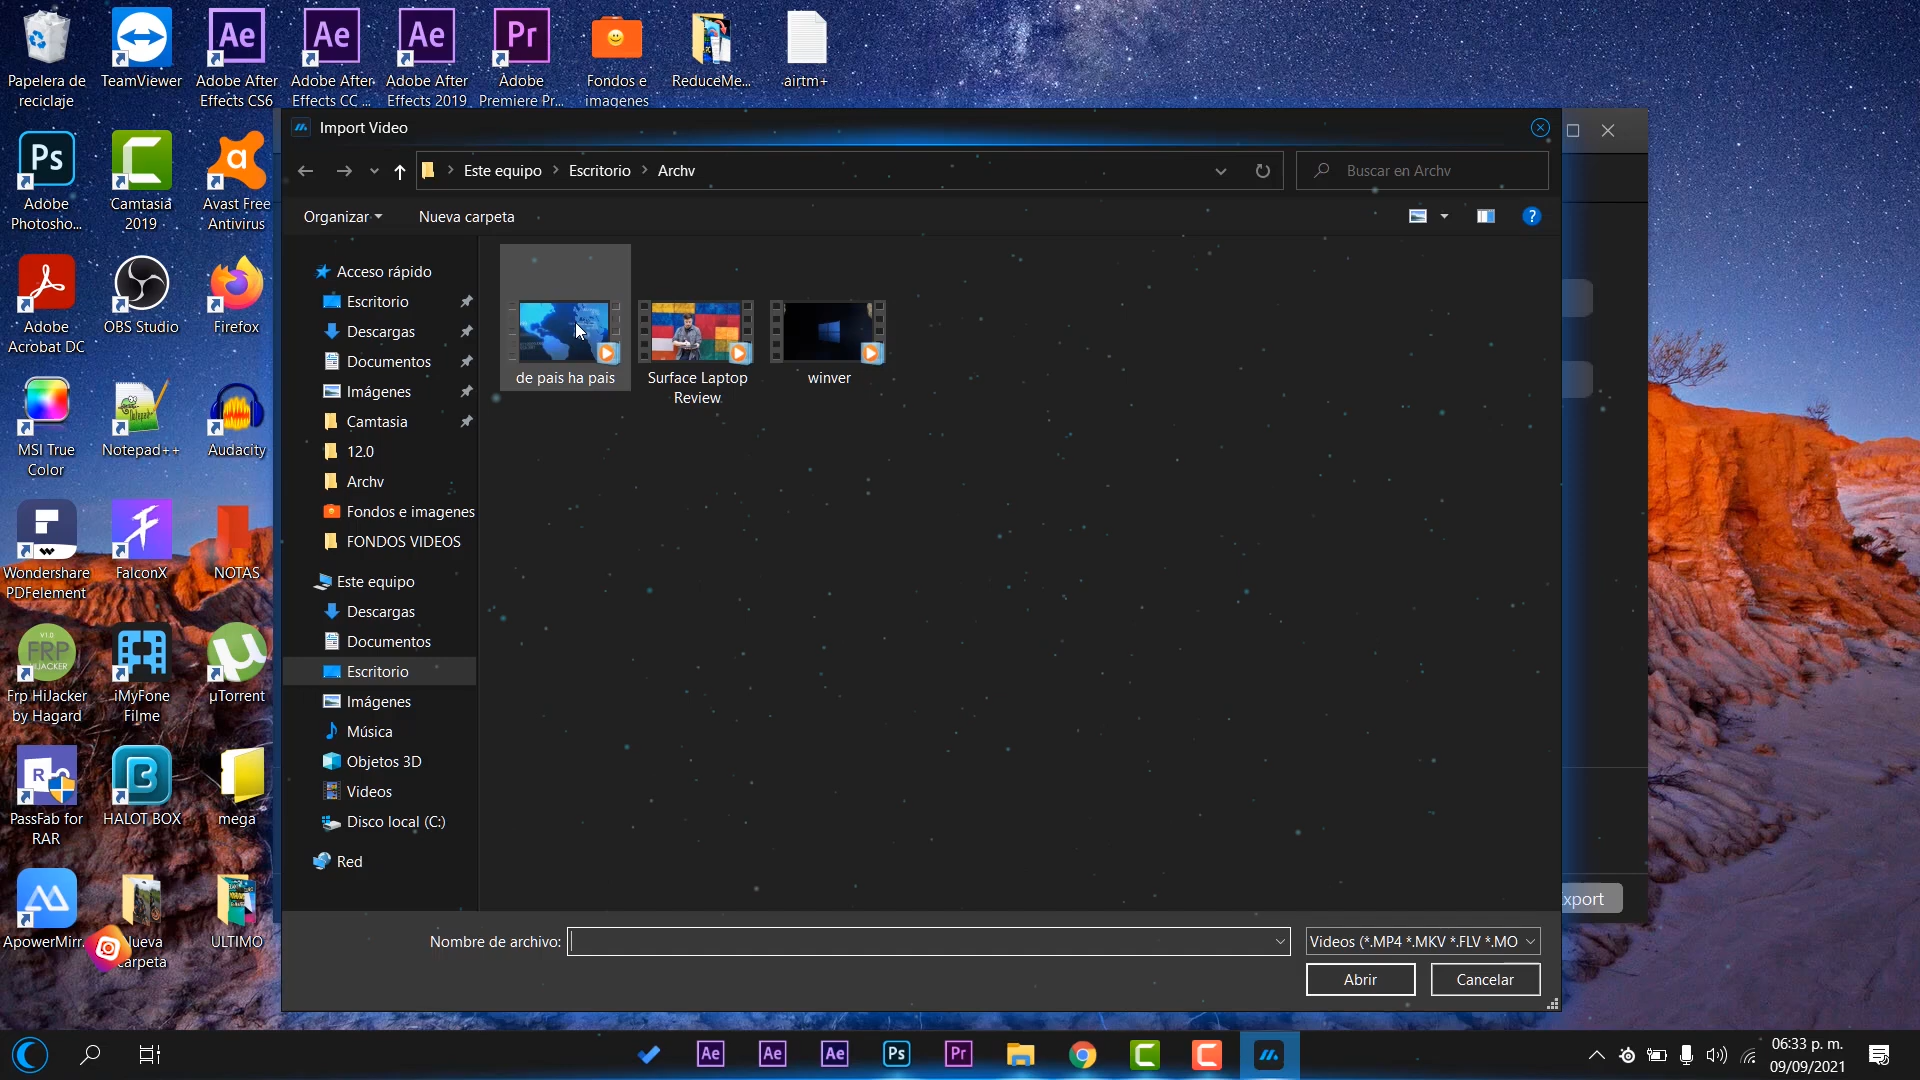 Papelera de
reciclaje
TeamViewer
Adobe After
Effects CS6
Adobe After
Effects CC ...
Adobe After
Effects 2019
Adobe
Premiere Pr...
Fondos e
imagenes
ReduceMe...
airtm+
Adobe
Photosho...
Camtasia
2019
Avast Free
Antivirus
Adobe
Acrobat DC
OBS Studio
Firefox
MSI True
Color
Notepad++
Audacity
Wondershare
PDFelement
FalconX
NOTAS
Frp HiJacker
by Hagard
iMyFone
Filme
µTorrent
PassFab for
RAR
HALOT BOX
mega
ApowerMirr...
ULTIMO
Import Video
Este equipo
Escritorio
Archv
Buscar en Archv
Organizar
Nueva carpeta
Acceso rápido
Escritorio
Descargas
Documentos
Imágenes
Camtasia
12.0
Archv
Fondos e imagenes
FONDOS VIDEOS
Este equipo
Descargas
Documentos
Escritorio
Imágenes
Música
Objetos 3D
Videos
Disco local (C:)
Red
de pais ha pais
Surface Laptop
Review
winver
Nombre de archivo:
Videos (*.MP4 *.MKV *.FLV *.MO
Abrir
Cancelar
xport
06:33 p. m.
09/09/2021